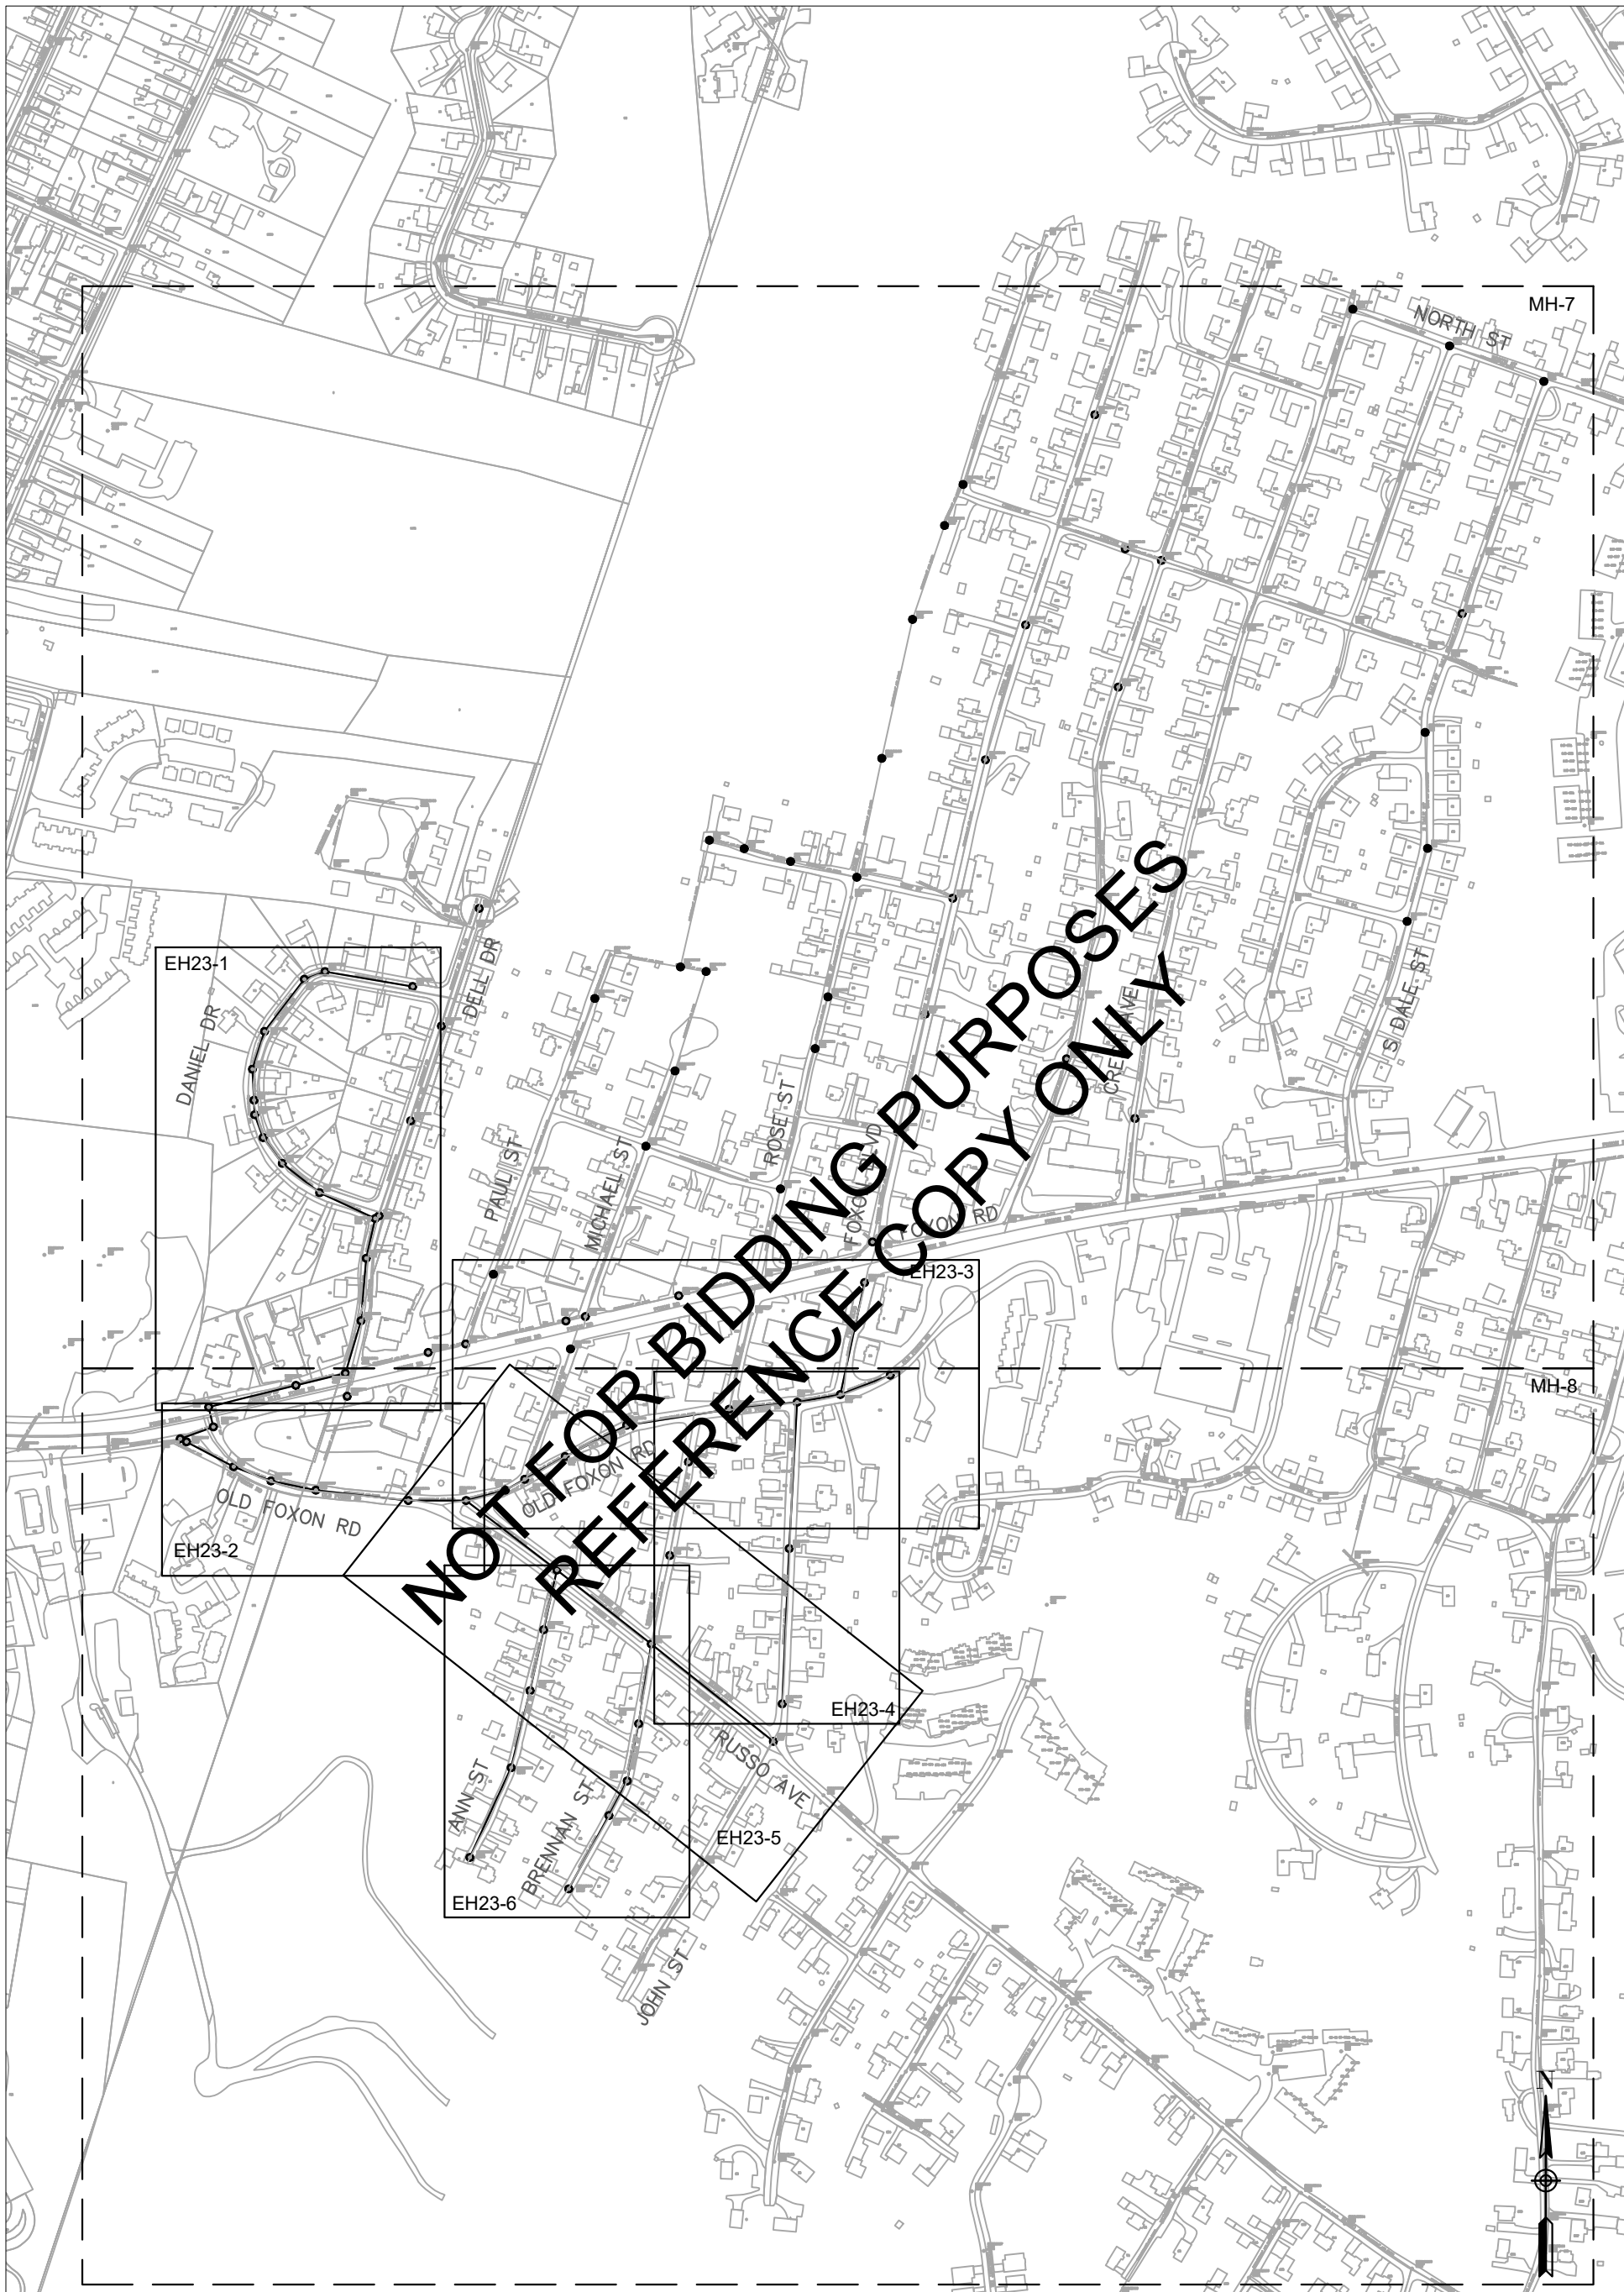 MH-7
NORTH ST
EH23-1
DELL DR
DANIEL DR
S. DALE ST
PAUL ST
MICHAEL ST
ROSE ST
FOXON BLVD
FOXON RD
EH23-3
MH-8
NOT FOR BIDDING PURPOSES
REFERENCE COPY ONLY
OLD FOXON RD
OLD FOXON RD
EH23-2
EH23-4
RUSSO AVE
ANN ST
BRENNAN ST
EH23-5
EH23-6
JOHN ST
N